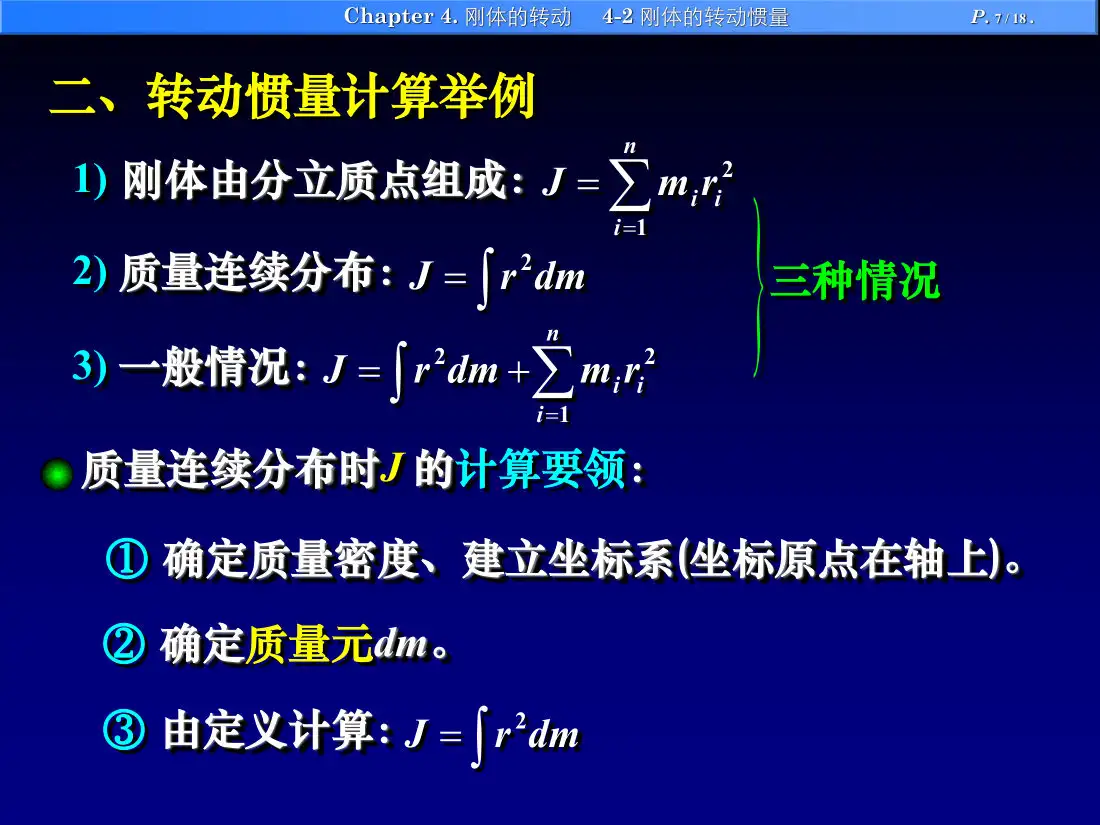 Chapter 4. 刚体的转动 4-2 刚体的转动惯量 P. 7 / 18 .
二、转动惯量计算举例
1) 刚体由分立质点组成: J = ∑_{i=1}^{n} m_i r_i^2
2) 质量连续分布: J = ∫ r^2 dm
三种情况
3) 一般情况: J = ∫ r^2 dm + ∑_{i=1}^{n} m_i r_i^2
质量连续分布时J 的计算要领:
① 确定质量密度、建立坐标系(坐标原点在轴上)。
② 确定质量元dm。
③ 由定义计算: J = ∫ r^2 dm